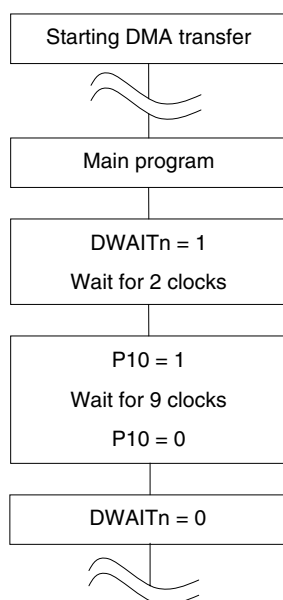 Starting DMA transfer
Main program
DWAITn = 1
Wait for 2 clocks
P10 = 1
Wait for 9 clocks
P10 = 0
DWAITn = 0